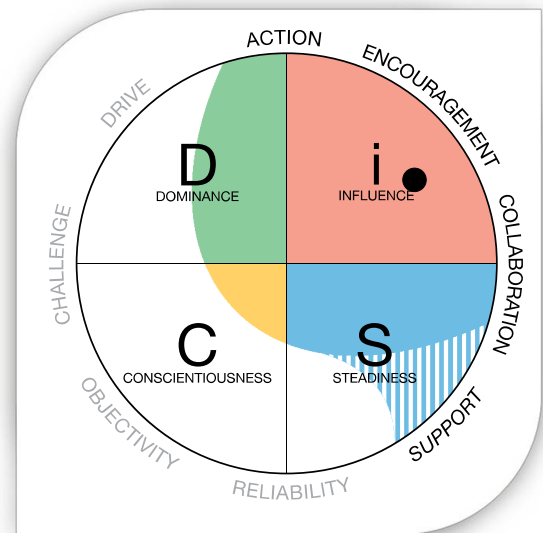 ACTION
ENCOURAGEMENT
DRIVE
D
DOMINANCE
i
INFLUENCE
CHALLENGE
COLLABORATION
C
CONSCIENTIOUSNESS
S
STEADINESS
OBJECTIVITY
SUPPORT
RELIABILITY